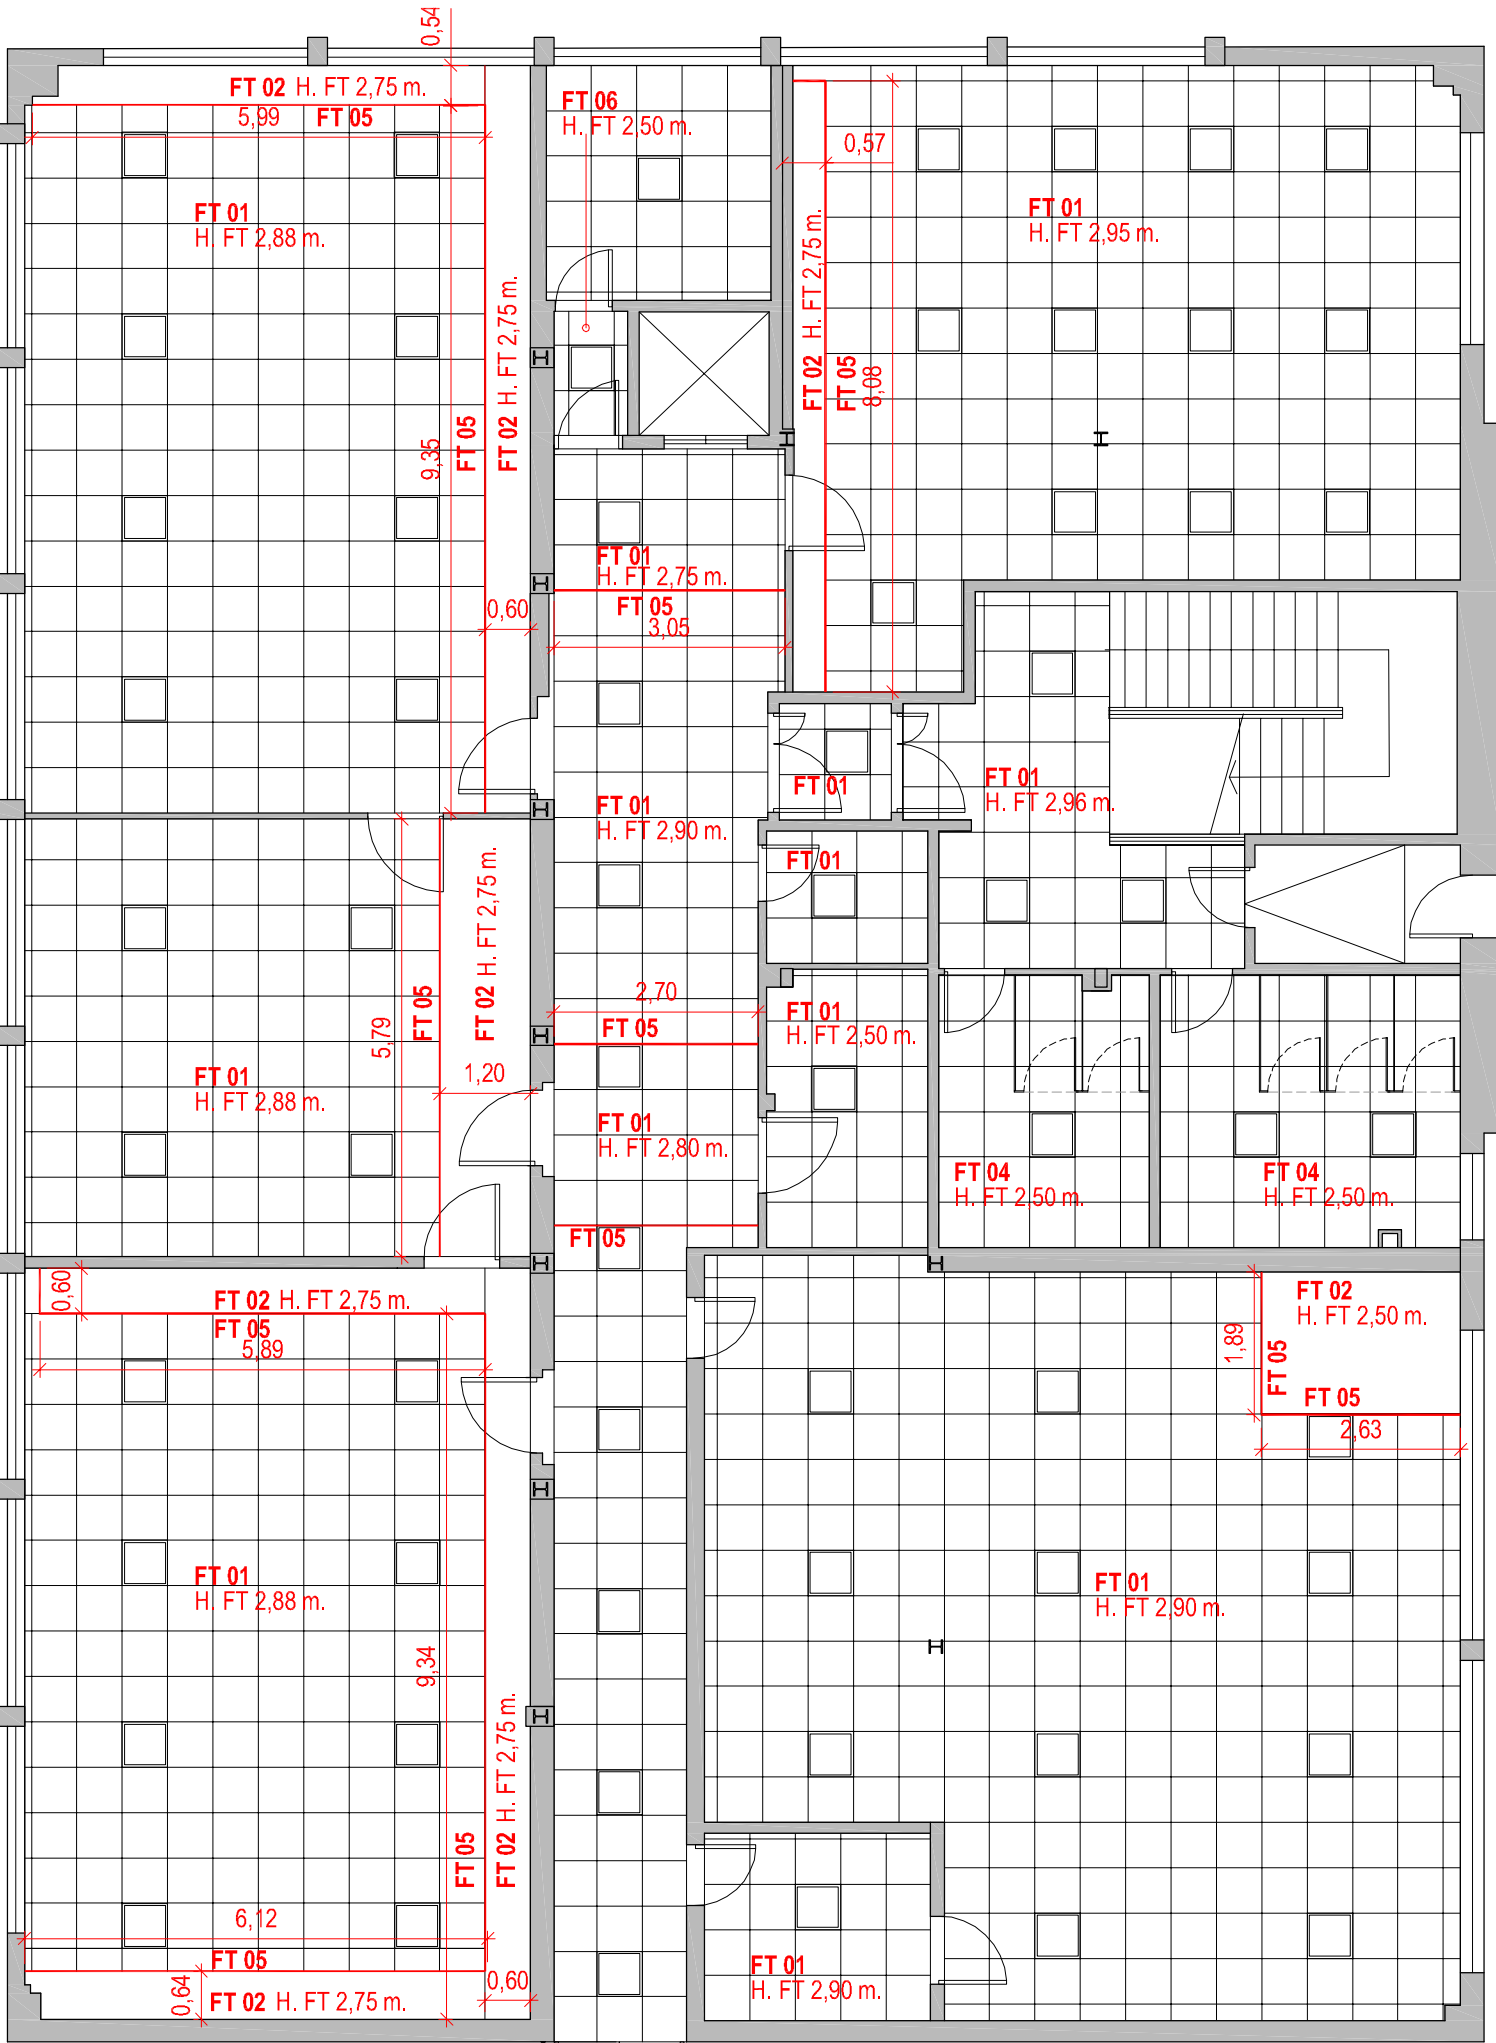 0,54
FT 02 H. FT 2,75 m.
5,99 FT 05
FT 01
H. FT 2,88 m.
FT 02 H. FT 2,75 m.
FT 05
9,35
0,60
FT 06
H. FT 2,50 m.
0,57
FT 02 H. FT 2,75 m.
FT 05
8,08
FT 01
H. FT 2,95 m.
FT 01
H. FT 2,75 m.
FT 05
3,05
FT 01
H. FT 2,90 m.
FT 01
FT 01
H. FT 2,96 m.
FT 01
FT 02 H. FT 2,75 m.
FT 05
5,79
1,20
FT 01
H. FT 2,88 m.
2,70
FT 05
FT 01
H. FT 2,50 m.
FT 01
H. FT 2,80 m.
FT 05
FT 04
H. FT 2,50 m.
FT 04
H. FT 2,50 m.
0,60
FT 02 H. FT 2,75 m.
FT 05
5,89
FT 02
H. FT 2,50 m.
1,89
FT 05
FT 05
2,63
FT 01
H. FT 2,88 m.
9,34
FT 01
H. FT 2,90 m.
FT 05
FT 02 H. FT 2,75 m.
6,12
FT 05
0,64
FT 02 H. FT 2,75 m.
0,60
FT 01
H. FT 2,90 m.